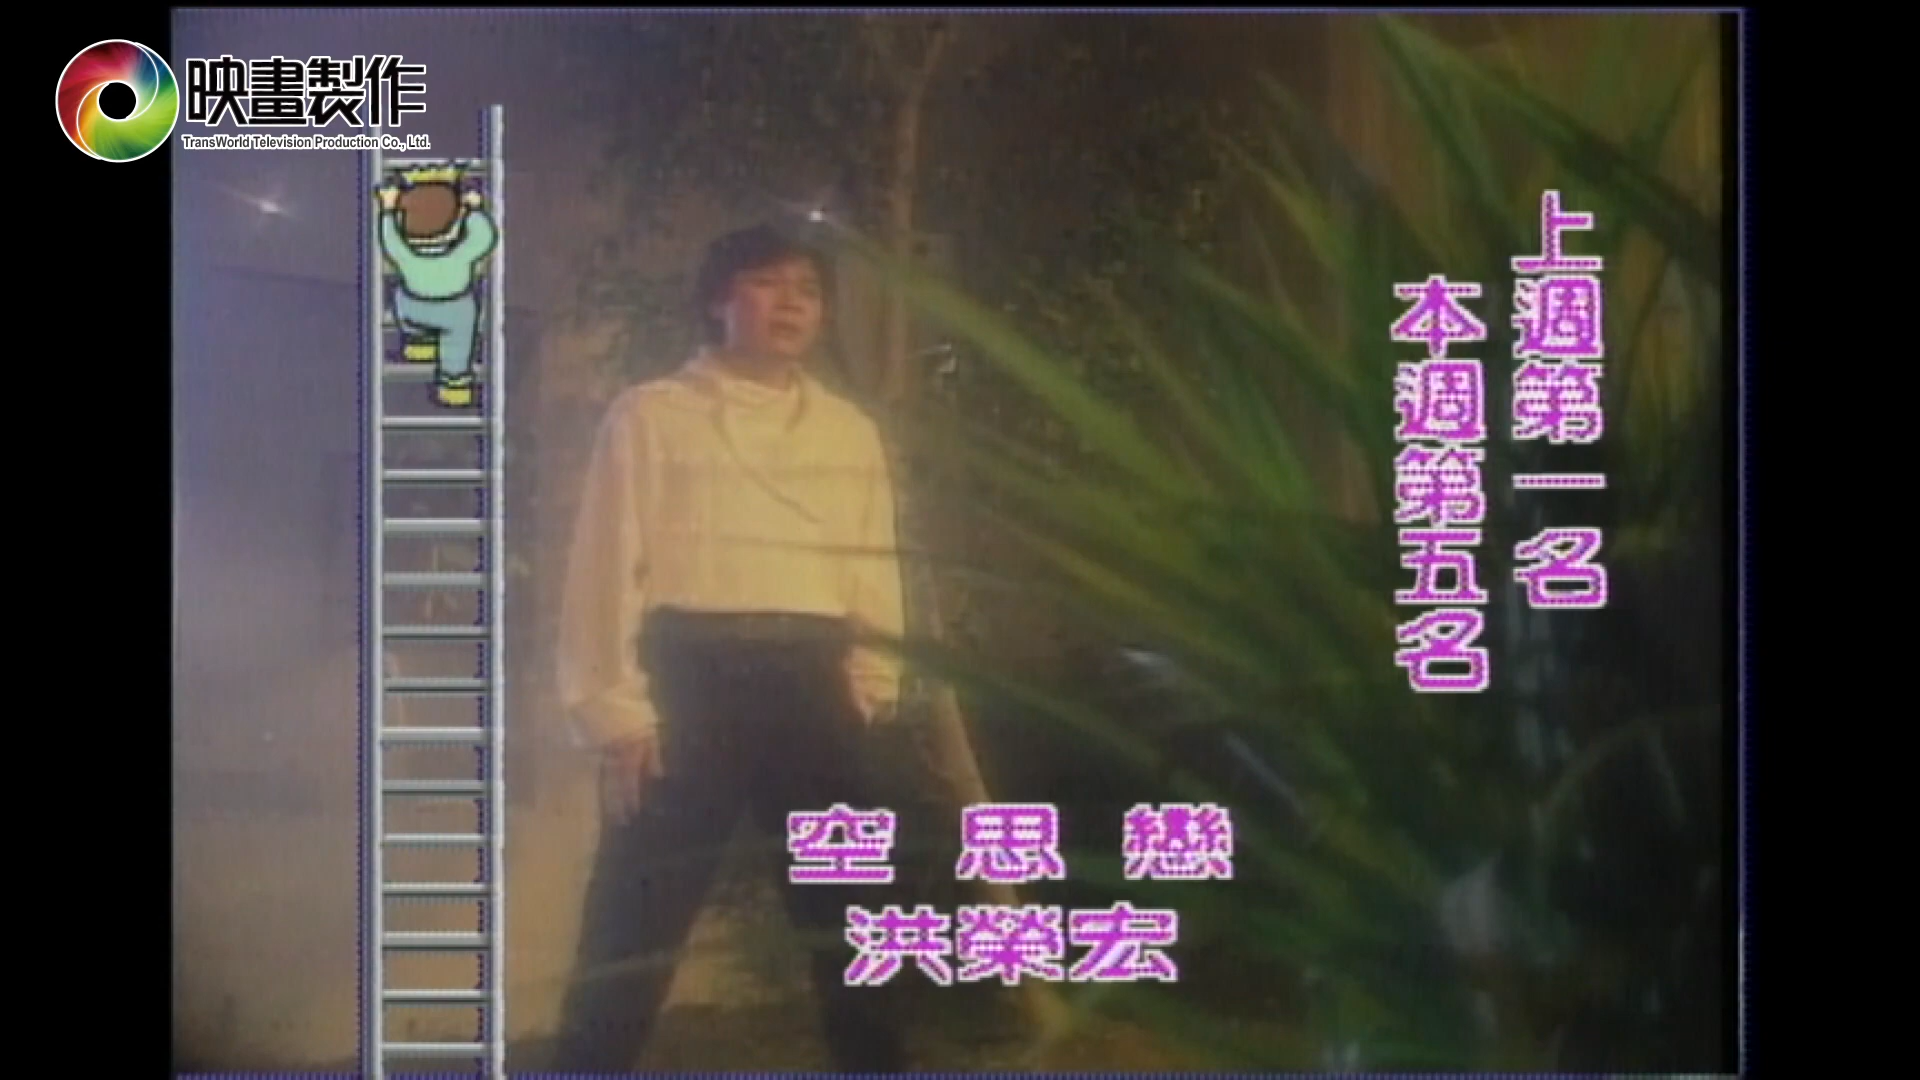 映畫製作
TransWorld Television Production Co., Ltd.
上週第一名
本週第五名
空思戀
洪榮宏